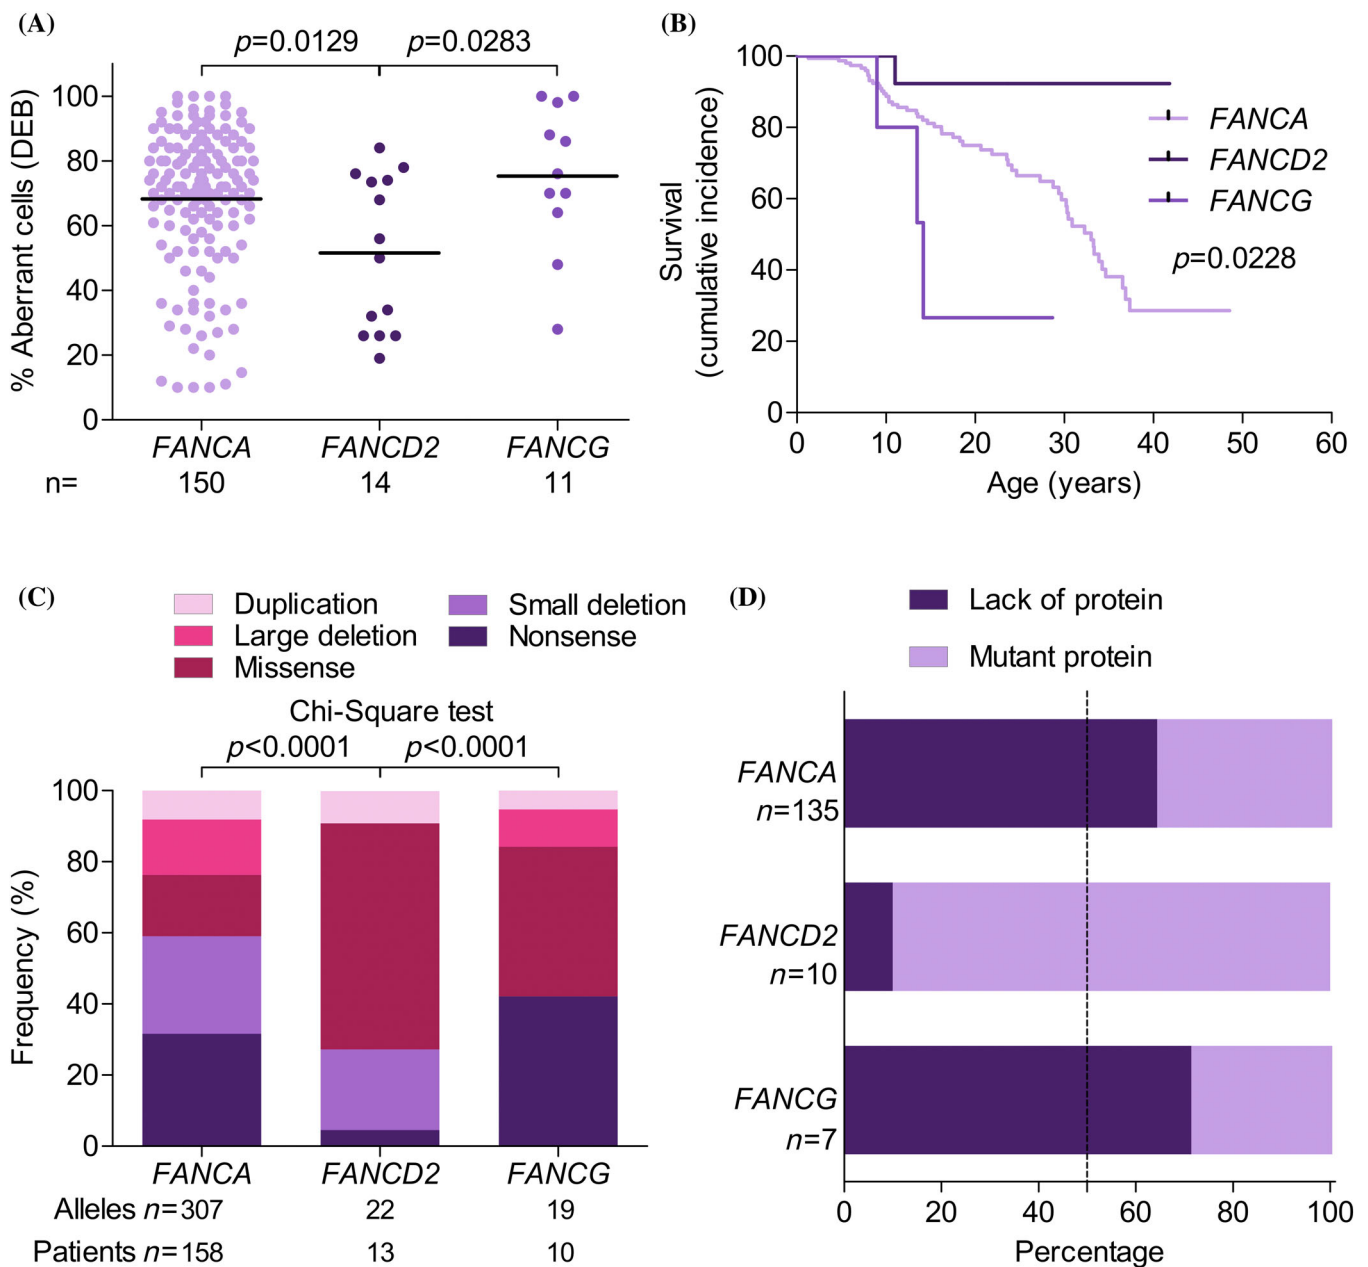 (A)
p=0.0129 p=0.0283
% Aberrant cells (DEB)
100
80
60
40
20
0
FANCA FANCD2 FANCG
n= 150 14 11
(B)
Survival
(cumulative incidence)
100
80
60
40
20
0
FANCA
FANCD2
FANCG
p=0.0228
0 10 20 30 40 50 60
Age (years)
(C)
Duplication Small deletion
Large deletion Nonsense
Missense
Chi-Square test
p<0.0001 p<0.0001
Frequency (%)
100
80
60
40
20
0
FANCA FANCD2 FANCG
Alleles n=307 22 19
Patients n=158 13 10
(D)
Lack of protein
Mutant protein
FANCA
n=135
FANCD2
n=10
FANCG
n=7
0 20 40 60 80 100
Percentage